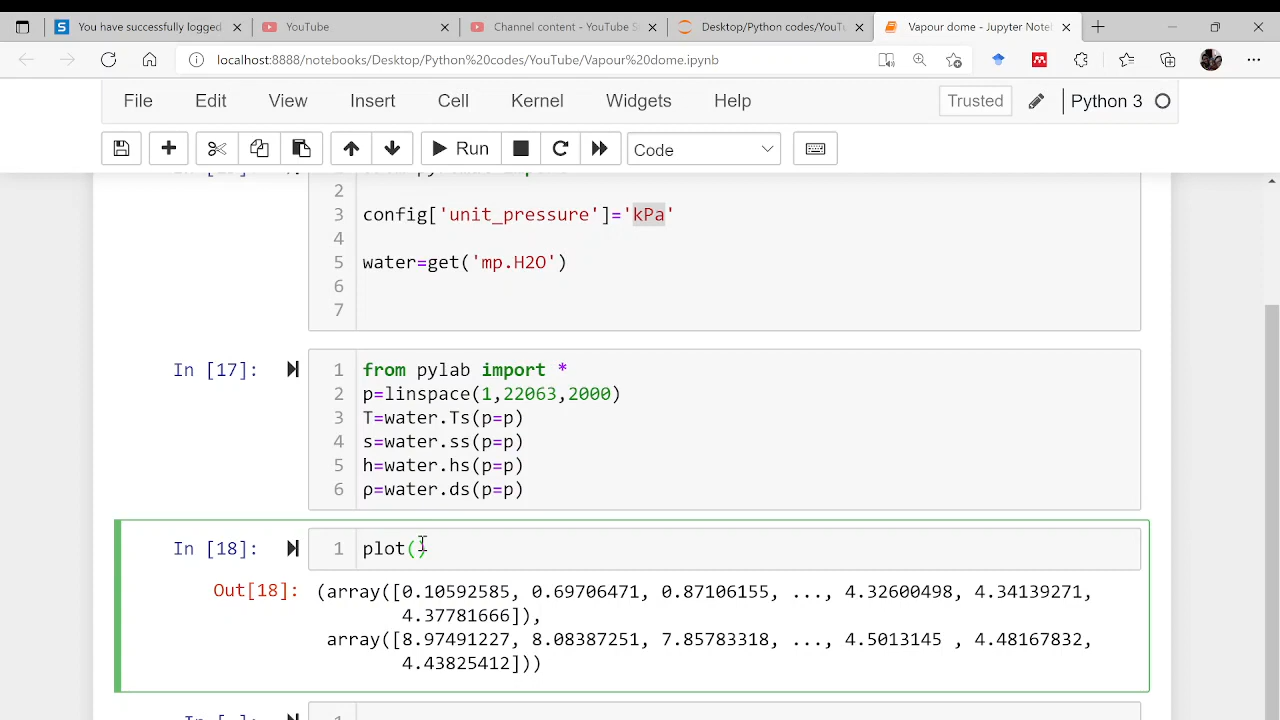 You have successfully logged
YouTube
Channel content - YouTube S
Desktop/Python codes/YouTu
Vapour dome - Jupyter Note
localhost:8888/notebooks/Desktop/Python%20codes/YouTube/Vapour%20dome.ipynb
File Edit View Insert Cell Kernel Widgets Help
Trusted
Python 3
Run
Code
2
3 config['unit_pressure']='kPa'
4
5 water=get('mp.H2O')
6
7
In [17]:
1 from pylab import *
2 p=linspace(1,22063,2000)
3 T=water.Ts(p=p)
4 s=water.ss(p=p)
5 h=water.hs(p=p)
6 ρ=water.ds(p=p)
In [18]:
1 plot()
Out[18]: (array([0.10592585, 0.69706471, 0.87106155, ..., 4.32600498, 4.34139271,
4.37781666]),
array([8.97491227, 8.08387251, 7.85783318, ..., 4.5013145 , 4.48167832,
4.43825412]))